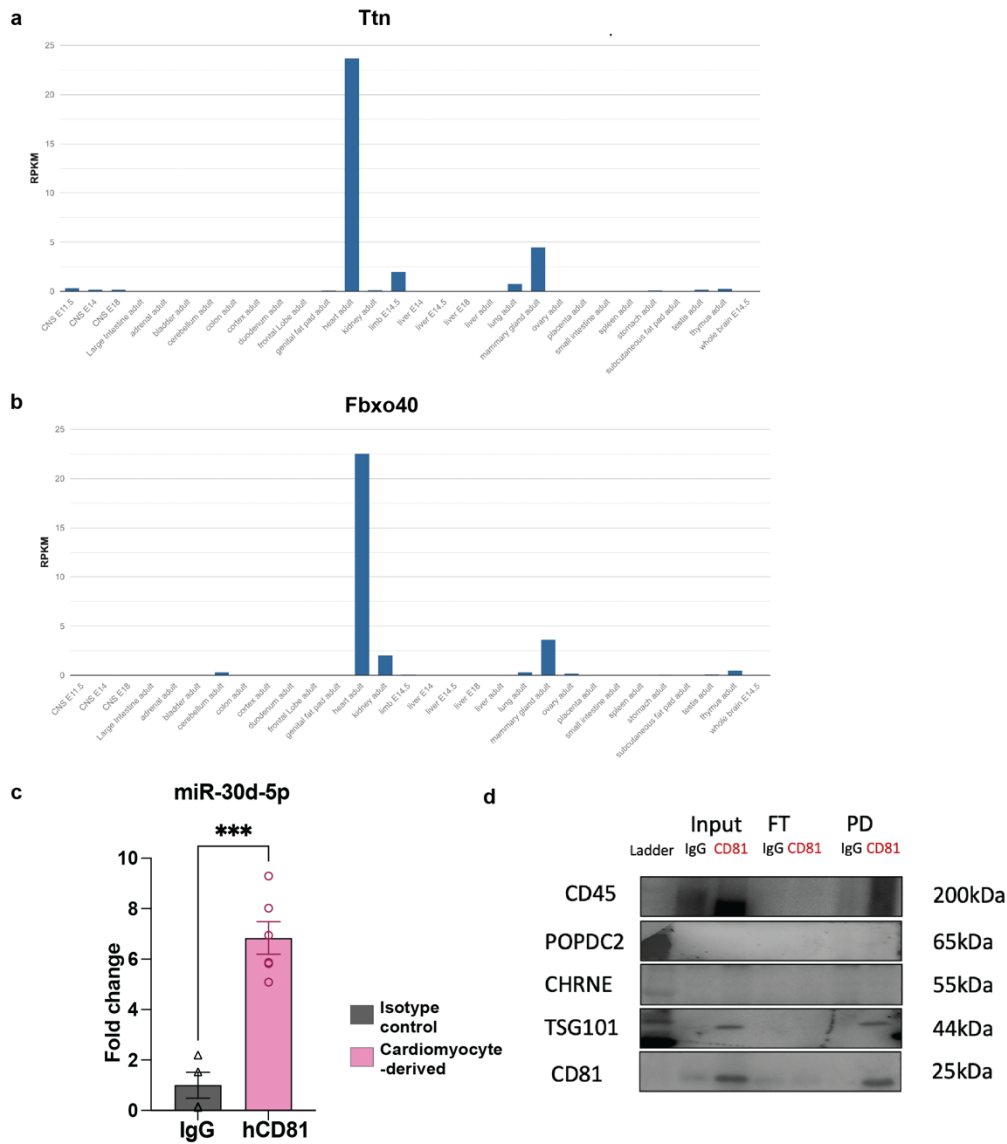 a
Ttn
25
20
15
10
5
0
RPKM
CNS E11.5
CNS E14
CNS E18
Large Intestine adult
adrenal adult
bladder adult
cerebellum adult
colon adult
cortex adult
duodenum adult
frontal Lobe adult
genital fat pad adult
heart adult
kidney adult
limb E14.5
liver E14
liver E14.5
liver E18
liver adult
lung adult
mammary gland adult
ovary adult
placenta adult
small intestine adult
spleen adult
stomach adult
subcutaneous fat pad adult
testis adult
thymus adult
whole brain E14.5
b
Fbxo40
25
20
15
10
5
0
RPKM
CNS E11.5
CNS E14
CNS E18
Large Intestine adult
adrenal adult
bladder adult
cerebellum adult
colon adult
cortex adult
duodenum adult
frontal Lobe adult
genital fat pad adult
heart adult
kidney adult
limb E14.5
liver E14
liver E14.5
liver E18
liver adult
lung adult
mammary gland adult
ovary adult
placenta adult
small intestine adult
spleen adult
stomach adult
subcutaneous fat pad adult
testis adult
thymus adult
whole brain E14.5
c
miR-30d-5p
***
10
8
6
4
2
0
Fold change
IgG hCD81
Isotype
control
Cardiomyocyte
-derived
d
Input FT PD
Ladder IgG CD81 IgG CD81 IgG CD81
CD45 200kDa
POPDC2 65kDa
CHRNE 55kDa
TSG101 44kDa
CD81 25kDa